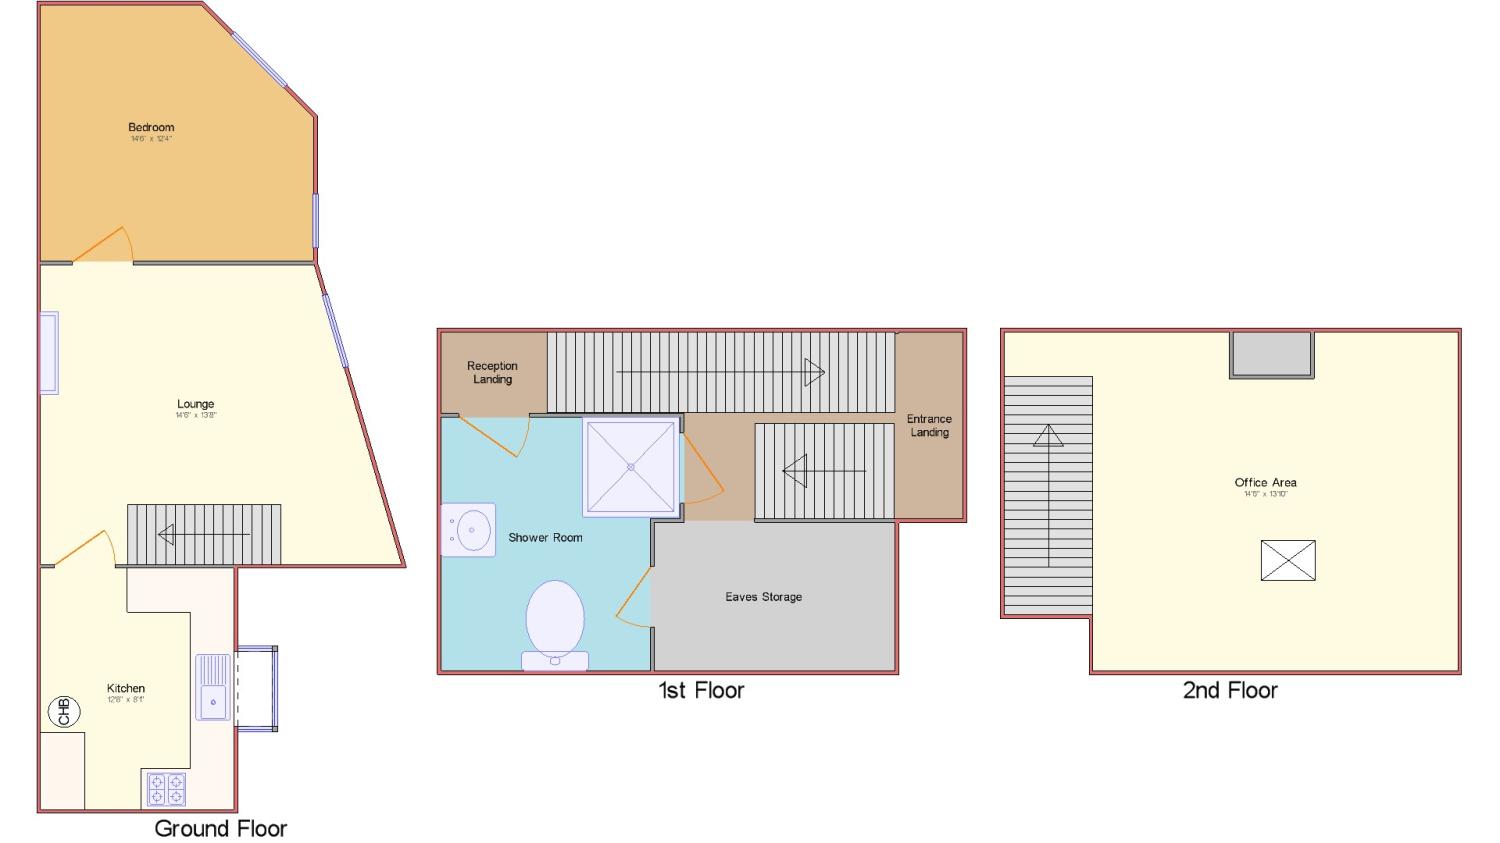 Bedroom
14'6" x 12'4"
Lounge
14'6" x 13'8"
Kitchen
12'8" x 8'1"
CHB
Ground Floor
Reception
Landing
Entrance
Landing
Shower Room
Eaves Storage
1st Floor
Office Area
14'6" x 13'10"
2nd Floor